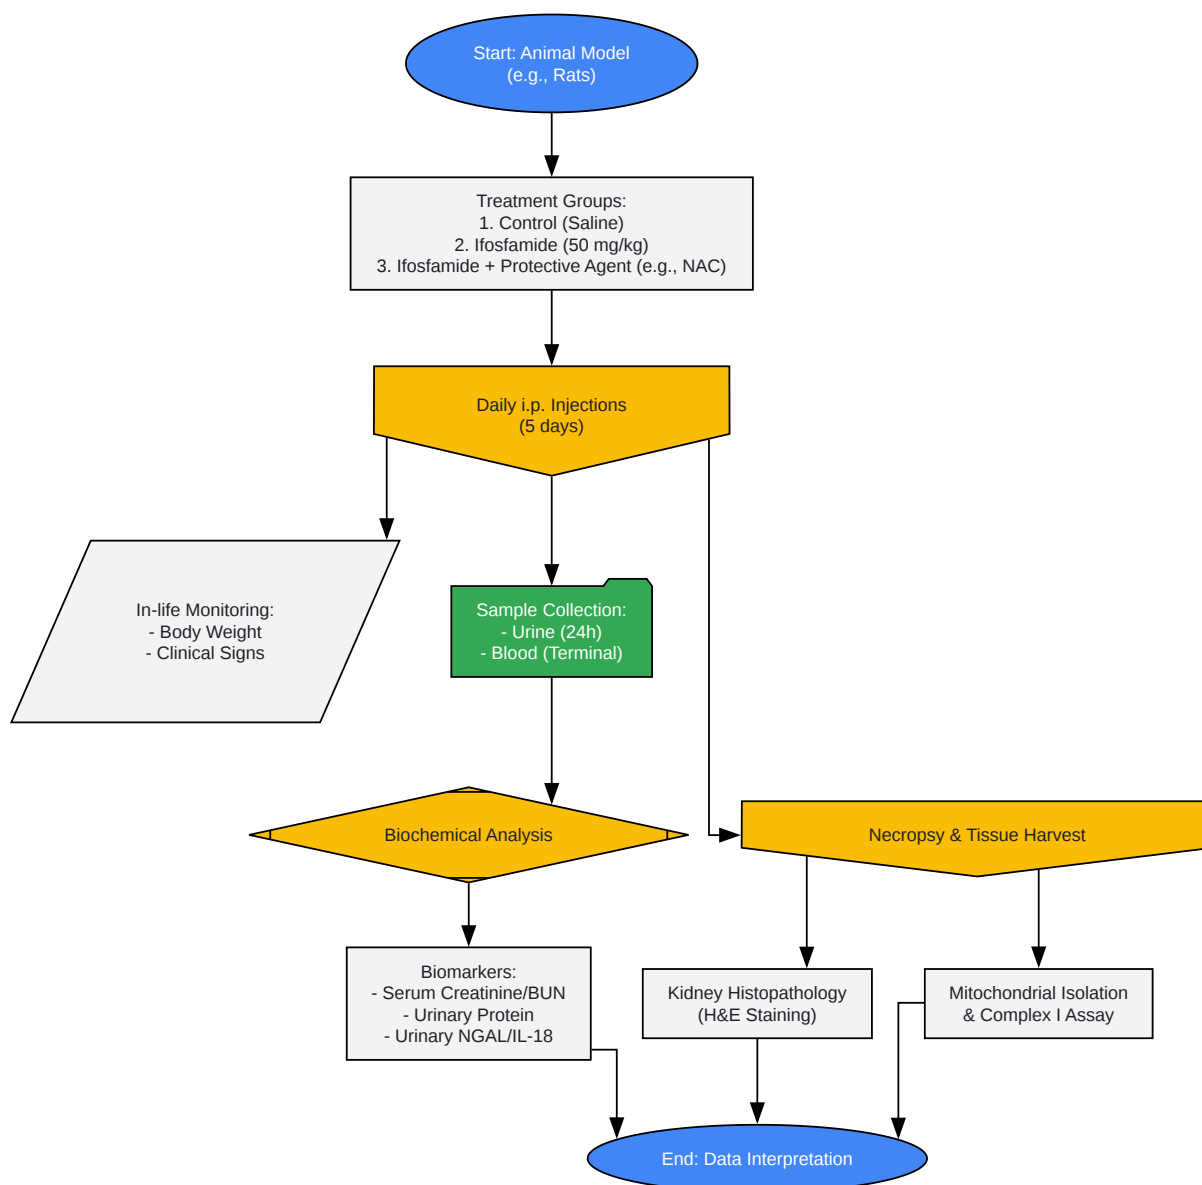 Start: Animal Model
(e.g., Rats)
Treatment Groups:
1. Control (Saline)
2. Ifosfamide (50 mg/kg)
3. Ifosfamide + Protective Agent (e.g., NAC)
Daily i.p. Injections
(5 days)
In-life Monitoring:
- Body Weight
- Clinical Signs
Sample Collection:
- Urine (24h)
- Blood (Terminal)
Biochemical Analysis
Necropsy & Tissue Harvest
Biomarkers:
- Serum Creatinine/BUN
- Urinary Protein
- Urinary NGAL/IL-18
Kidney Histopathology
(H&E Staining)
Mitochondrial Isolation
& Complex I Assay
End: Data Interpretation